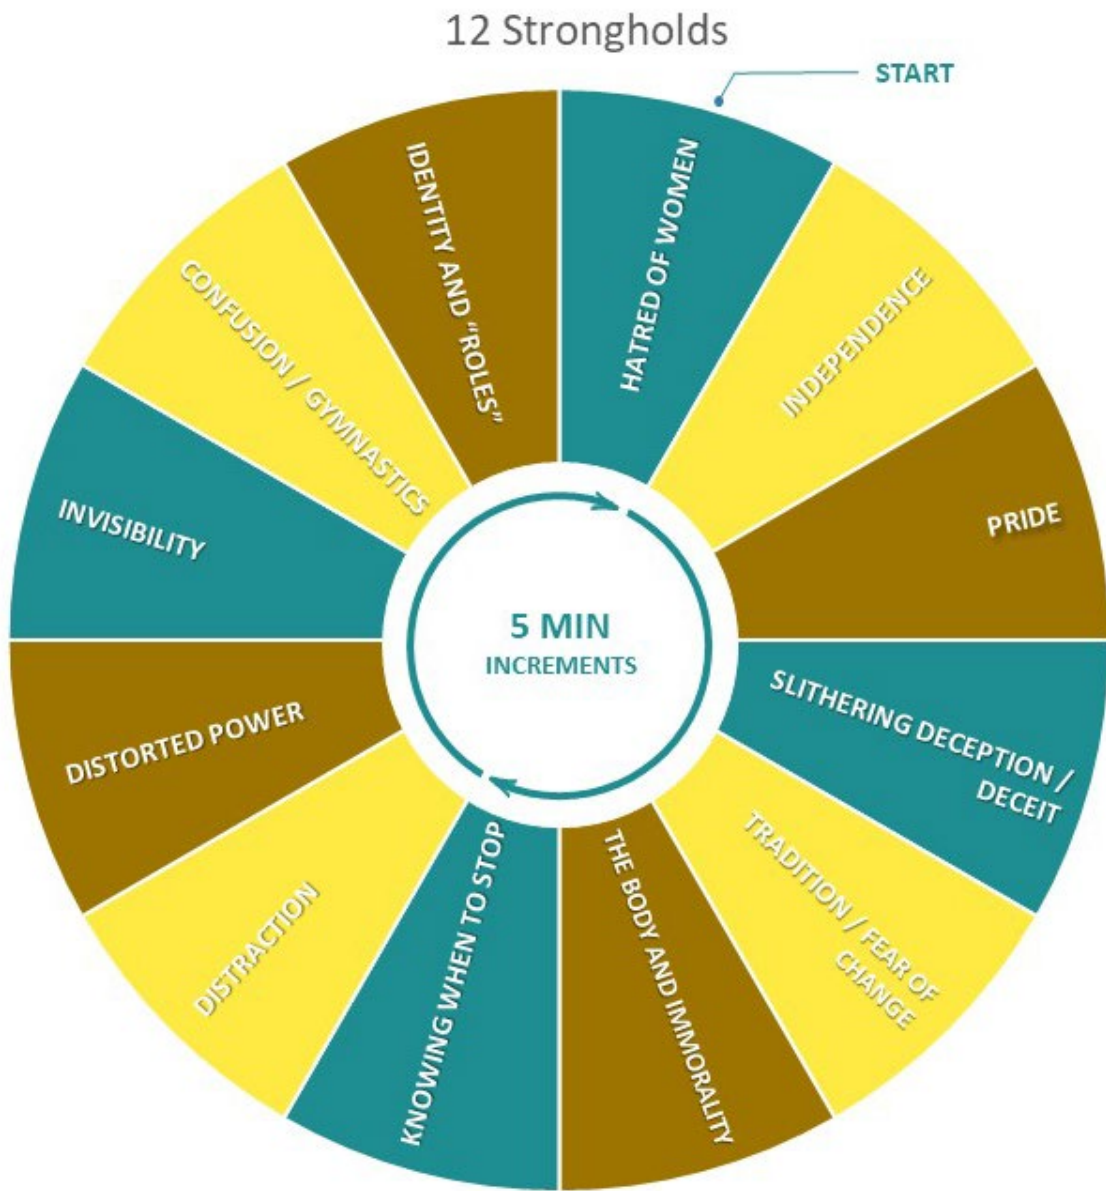 12 Strongholds
START
HATRED OF WOMEN
INDEPENDENCE
PRIDE
SLITHERING DECEPTION /
DECEIT
TRADITION / FEAR OF
CHANGE
THE BODY AND IMMORALITY
KNOWING WHEN TO STOP
DISTRACTION
DISTORTED POWER
INVISIBILITY
CONFUSION / GYMNASTICS
IDENTITY AND “ROLES”
5 MIN
INCREMENTS